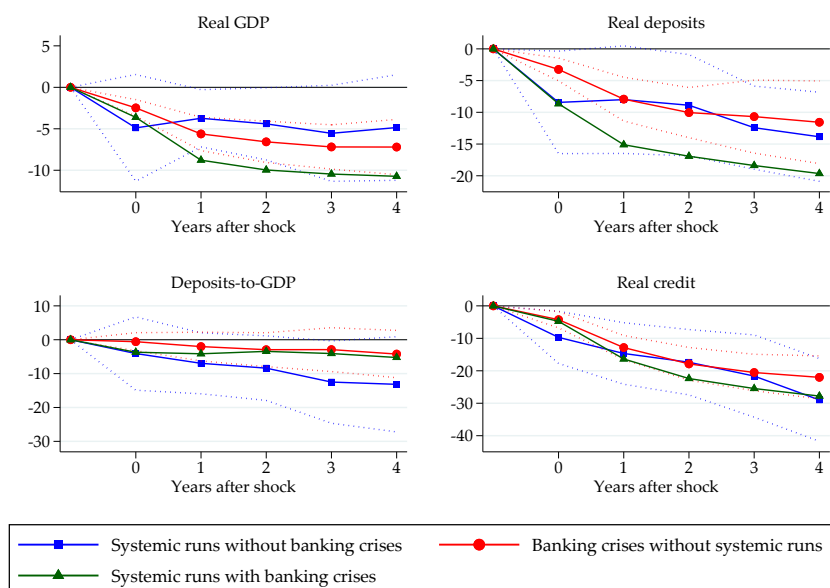 Real GDP
5
0
-5
-10
0 1 2 3 4
Years after shock
Real deposits
0
-5
-10
-15
-20
0 1 2 3 4
Years after shock
Deposits-to-GDP
10
0
-10
-20
-30
0 1 2 3 4
Years after shock
Real credit
0
-10
-20
-30
-40
0 1 2 3 4
Years after shock
Systemic runs without banking crises
Banking crises without systemic runs
Systemic runs with banking crises